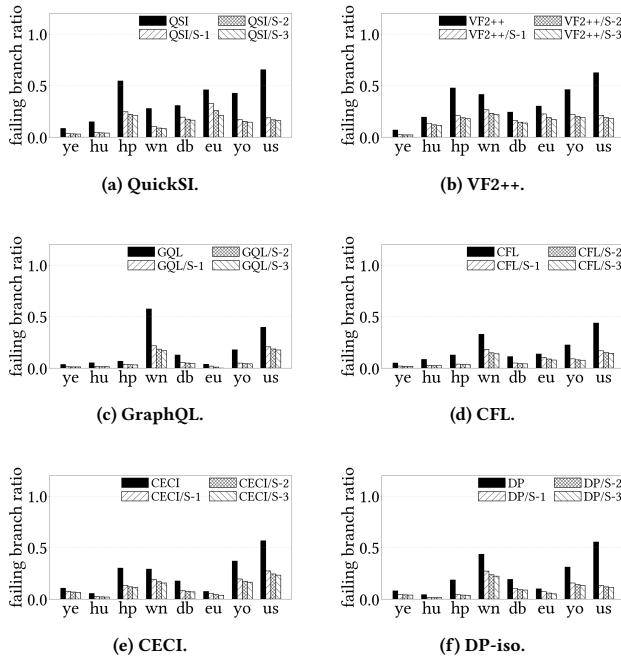 QSI QSI/S-2
QSI/S-1 QSI/S-3
failing branch ratio
1.0
0.5
0.0
ye hu hp wn db eu yo us
(a) QuickSI.
VF2++ VF2++/S-2
VF2++/S-1 VF2++/S-3
failing branch ratio
1.0
0.5
0.0
ye hu hp wn db eu yo us
(b) VF2++.
GQL GQL/S-2
GQL/S-1 GQL/S-3
failing branch ratio
1.0
0.5
0.0
ye hu hp wn db eu yo us
(c) GraphQL.
CFL CFL/S-2
CFL/S-1 CFL/S-3
failing branch ratio
1.0
0.5
0.0
ye hu hp wn db eu yo us
(d) CFL.
CECI CECI/S-2
CECI/S-1 CECI/S-3
failing branch ratio
1.0
0.5
0.0
ye hu hp wn db eu yo us
(e) CECI.
DP DP/S-2
DP/S-1 DP/S-3
failing branch ratio
1.0
0.5
0.0
ye hu hp wn db eu yo us
(f) DP-iso.